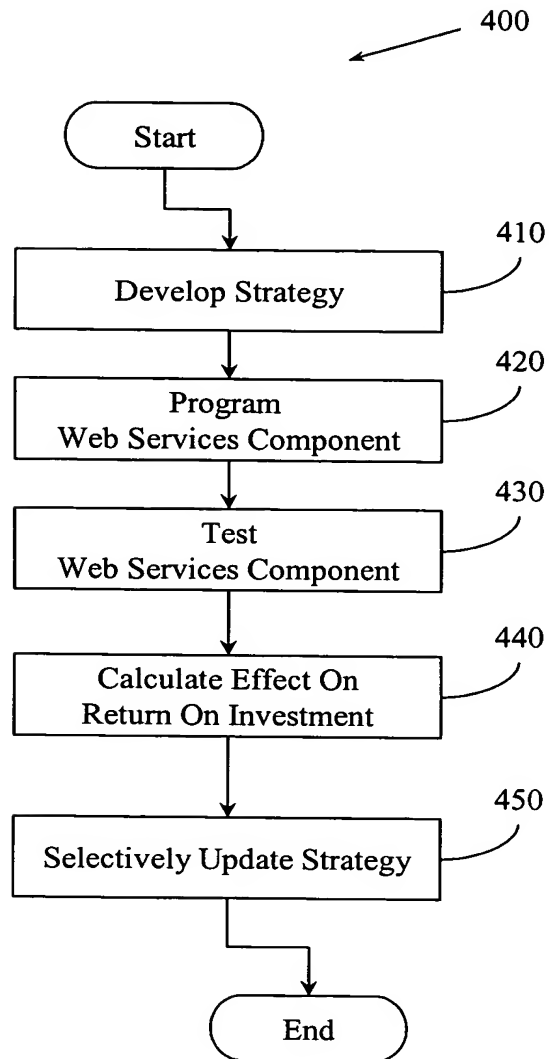 400
Start
410
Develop Strategy
420
Program
Web Services Component
430
Test
Web Services Component
440
Calculate Effect On
Return On Investment
450
Selectively Update Strategy
End